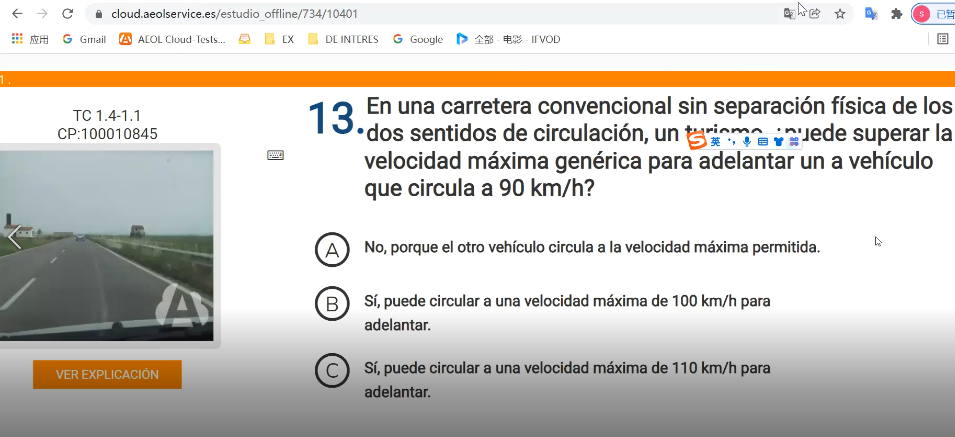 cloud.aeolservice.es/estudio_offline/734/10401
S 已暂
应用 Gmail AEOL Cloud-Tests... EX DE INTERES Google 全部 - 电影 - IFVOD
1.
TC 1.4-1.1
CP:100010845
13. En una carretera convencional sin separación física de los
dos sentidos de circulación, un turismo, ¿puede superar la
velocidad máxima genérica para adelantar un a vehículo
que circula a 90 km/h?
英
A No, porque el otro vehículo circula a la velocidad máxima permitida.
B Sí, puede circular a una velocidad máxima de 100 km/h para
adelantar.
C Sí, puede circular a una velocidad máxima de 110 km/h para
adelantar.
VER EXPLICACIÓN